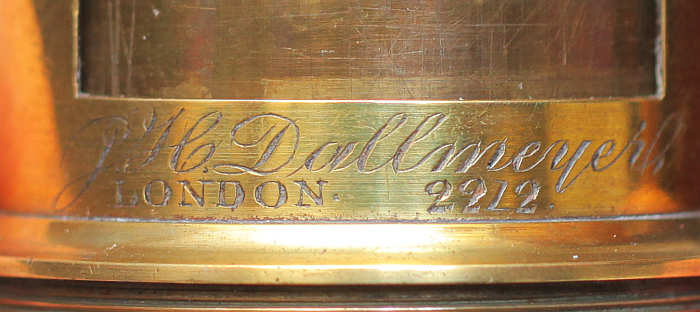 J. H. Dallmeyer
LONDON. 2212.